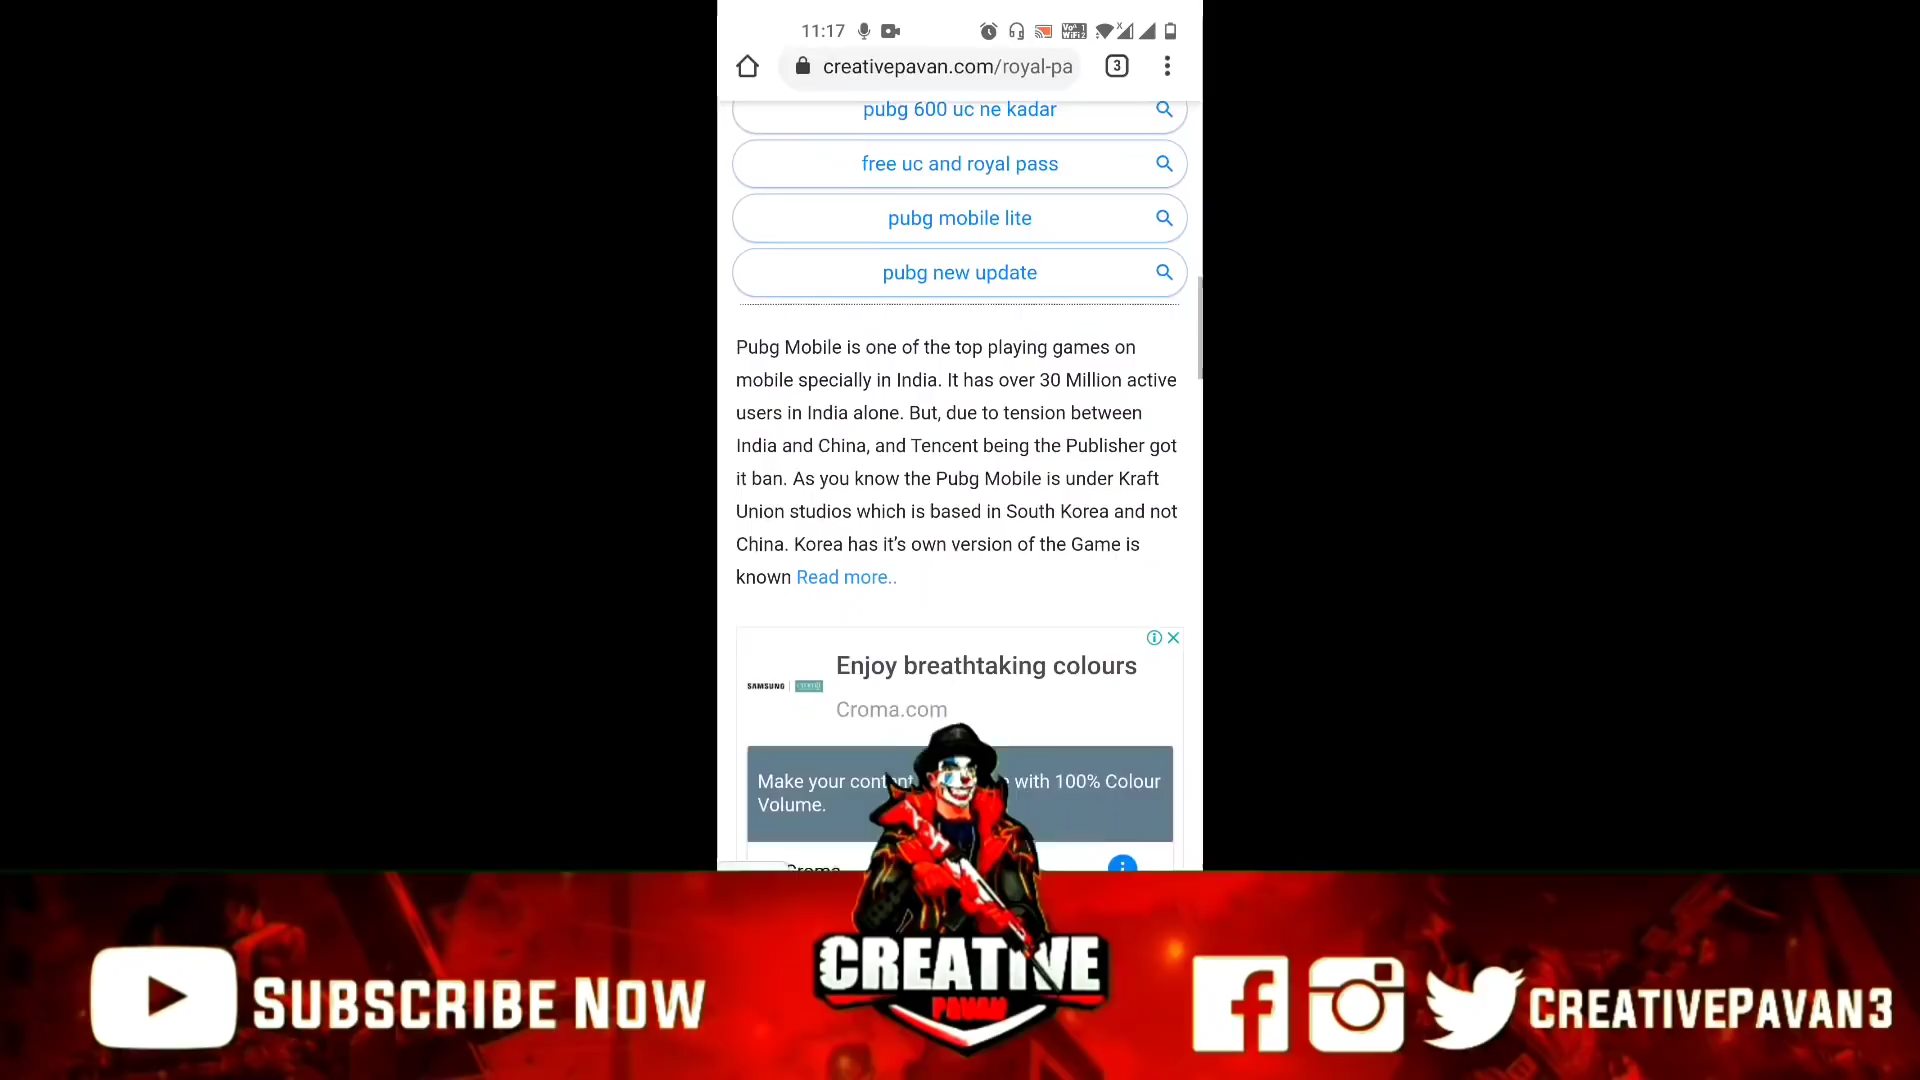 11:17
creativepavan.com/royal-pa
3
pubg 600 uc ne kadar
free uc and royal pass
pubg mobile lite
pubg new update
Pubg Mobile is one of the top playing games on
mobile specially in India. It has over 30 Million active
users in India alone. But, due to tension between
India and China, and Tencent being the Publisher got
it ban. As you know the Pubg Mobile is under Kraft
Union studios which is based in South Korea and not
China. Korea has it's own version of the Game is
known Read more..
Enjoy breathtaking colours
SAMSUNG
Croma.com
Make your content with 100% Colour
Volume.
Croma
SUBSCRIBE NOW
CREATIVE
PAVAN
CREATIVEPAVAN3